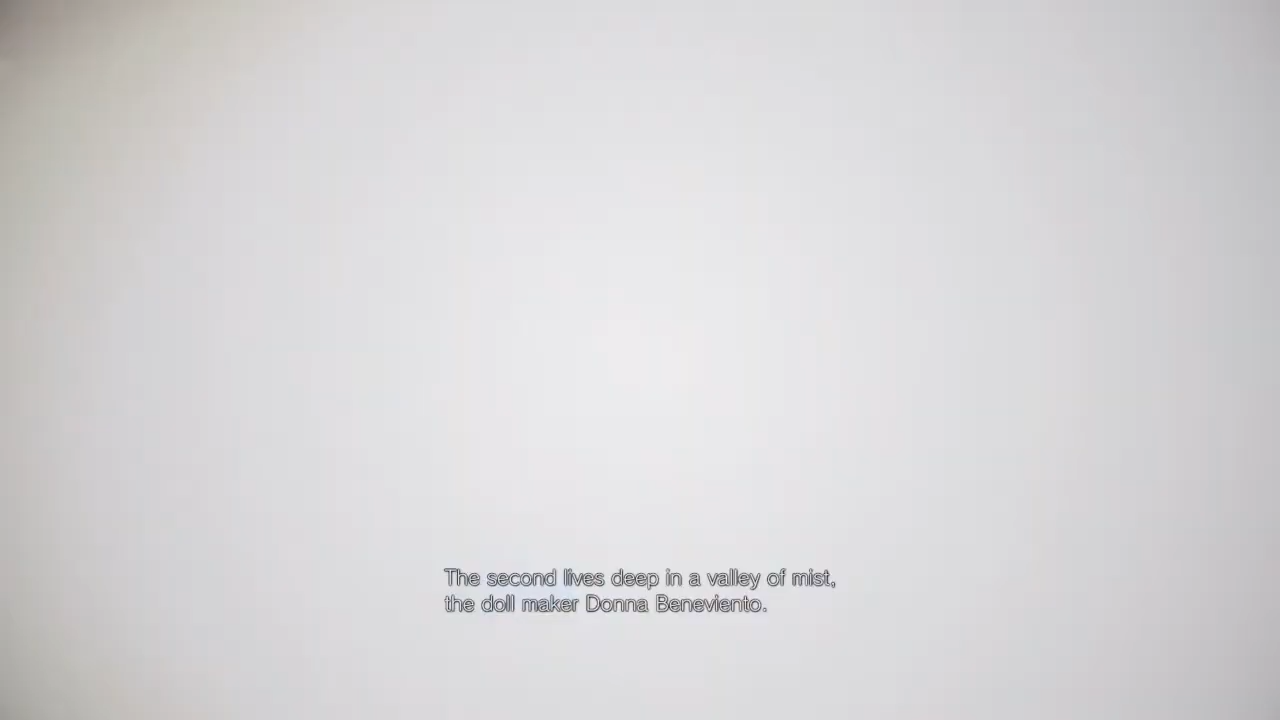 The second lives deep in a valley of mist,
the doll maker Donna Beneviento.